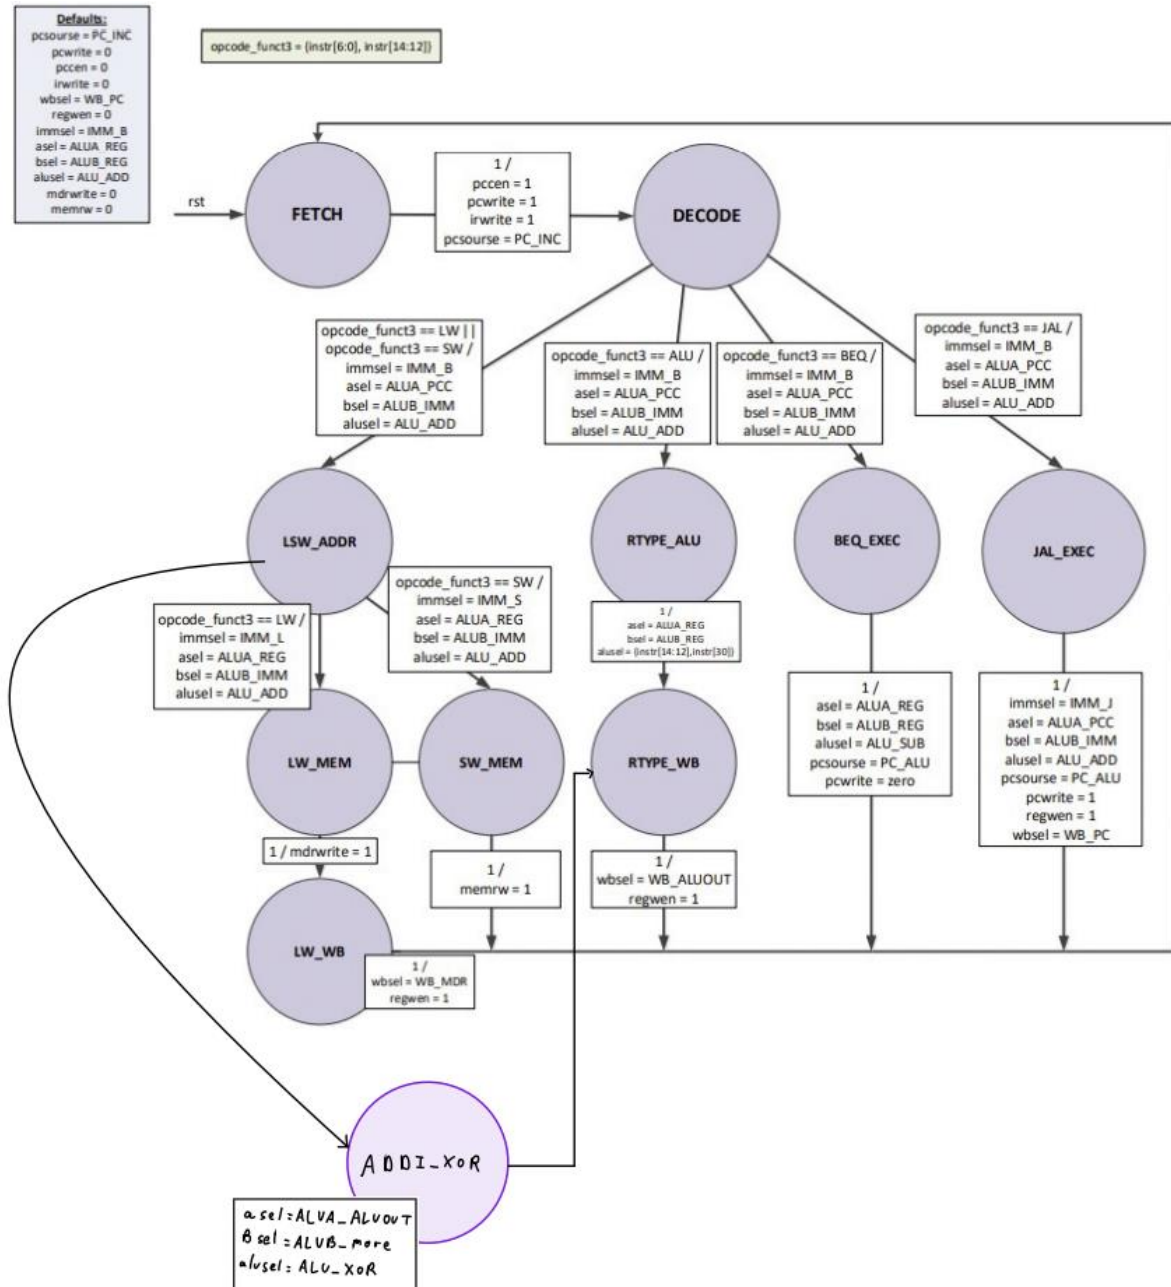 Defaults:
pcsourse = PC_INC
pcwrite = 0
pccen = 0
irwrite = 0
wbsel = WB_PC
regwen = 0
immsel = IMM_B
asel = ALUA_REG
bsel = ALUB_REG
alusel = ALU_ADD
mdrwrite = 0
memrw = 0
opcode_funct3 = {instr[6:0], instr[14:12]}
rst
FETCH
1 /
pccen = 1
pcwrite = 1
irwrite = 1
pcsourse = PC_INC
DECODE
opcode_funct3 == LW ||
opcode_funct3 == SW /
immsel = IMM_B
asel = ALUA_PCC
bsel = ALUB_IMM
alusel = ALU_ADD
opcode_funct3 == ALU /
immsel = IMM_B
asel = ALUA_PCC
bsel = ALUB_IMM
alusel = ALU_ADD
opcode_funct3 == BEQ /
immsel = IMM_B
asel = ALUA_PCC
bsel = ALUB_IMM
alusel = ALU_ADD
opcode_funct3 == JAL /
immsel = IMM_B
asel = ALUA_PCC
bsel = ALUB_IMM
alusel = ALU_ADD
LSW_ADDR
RTYPE_ALU
BEQ_EXEC
JAL_EXEC
opcode_funct3 == LW /
immsel = IMM_L
asel = ALUA_REG
bsel = ALUB_IMM
alusel = ALU_ADD
opcode_funct3 == SW /
immsel = IMM_S
asel = ALUA_REG
bsel = ALUB_IMM
alusel = ALU_ADD
1 /
asel = ALUA_REG
bsel = ALUB_REG
alusel = {instr[14:12],instr[30]}
1 /
asel = ALUA_REG
bsel = ALUB_REG
alusel = ALU_SUB
pcsourse = PC_ALU
pcwrite = zero
1 /
immsel = IMM_J
asel = ALUA_PCC
bsel = ALUB_IMM
alusel = ALU_ADD
pcsourse = PC_ALU
pcwrite = 1
regwen = 1
wbsel = WB_PC
LW_MEM
SW_MEM
RTYPE_WB
1 / mdrwrite = 1
1 /
memrw = 1
1 /
wbsel = WB_ALUOUT
regwen = 1
LW_WB
1 /
wbsel = WB_MDR
regwen = 1
ADDI_XOR
asel=ALUA_ALUOUT
Bsel=ALUB_more
alusel=ALU_XOR